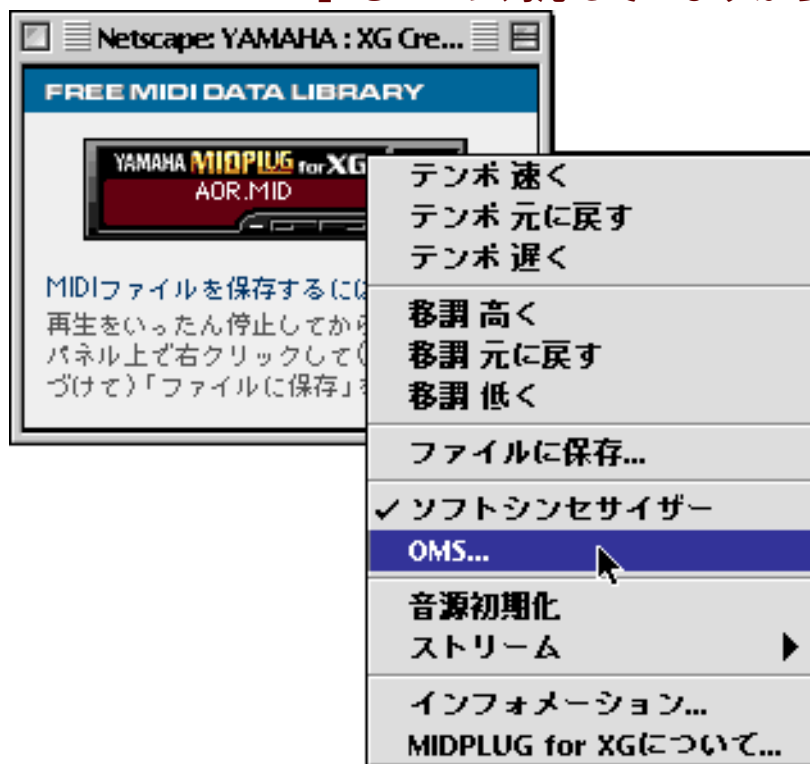 Netscape: YAMAHA : XG Cre...
FREE MIDI DATA LIBRARY
YAMAHA MIDPLUG for XG
AOR.MID
MIDIファイルを保存するには
再生をいったん停止してから
パネル上で右クリックして(
づけて)「ファイルに保存」を
テンポ 速く
テンポ 元に戻す
テンポ 遅く
移調 高く
移調 元に戻す
移調 低く
ファイルに保存...
✓ ソフトシンセサイザー
OMS...
音源初期化
ストリーム
インフォメーション...
MIDPLUG for XGについて...